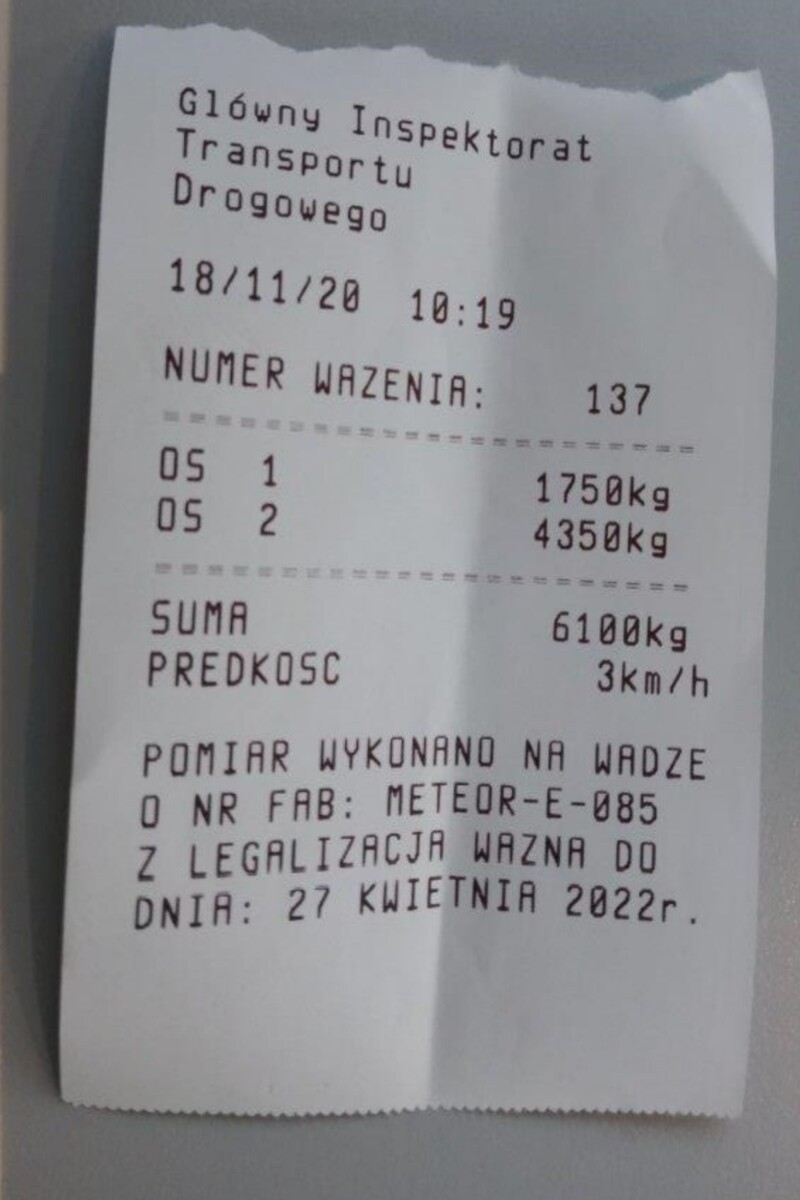 Główny Inspektorat
Transportu
Drogowego
18/11/20 10:19
NUMER WAZENIA: 137
OS 1 1750kg
OS 2 4350kg
SUMA 6100kg
PREDKOSC 3km/h
POMIAR WYKONANO NA WADZE
O NR FAB: METEOR-E-085
Z LEGALIZACJA WAZNA DO
DNIA: 27 KWIETNIA 2022r.